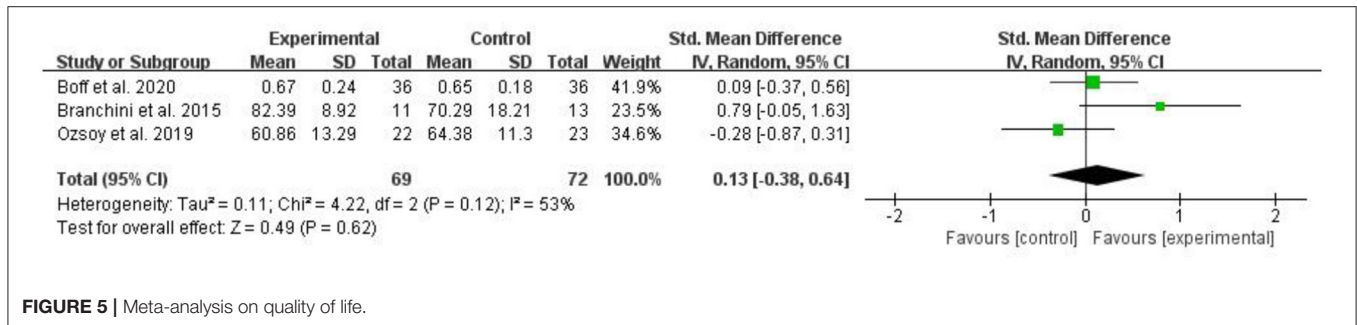 Experimental Control Std. Mean Difference Std. Mean Difference
Study or Subgroup Mean SD Total Mean SD Total Weight IV, Random, 95% CI IV, Random, 95% CI
Boff et al. 2020 0.67 0.24 36 0.65 0.18 36 41.9% 0.09 [-0.37, 0.56]
Branchini et al. 2015 82.39 8.92 11 70.29 18.21 13 23.5% 0.79 [-0.05, 1.63]
Ozsoy et al. 2019 60.86 13.29 22 64.38 11.3 23 34.6% -0.28 [-0.87, 0.31]
Total (95% CI) 69 72 100.0% 0.13 [-0.38, 0.64]
Heterogeneity: Tau² = 0.11; Chi² = 4.22, df = 2 (P = 0.12); I² = 53%
Test for overall effect: Z = 0.49 (P = 0.62)
-2 -1 0 1 2
Favours [control] Favours [experimental]
FIGURE 5 | Meta-analysis on quality of life.